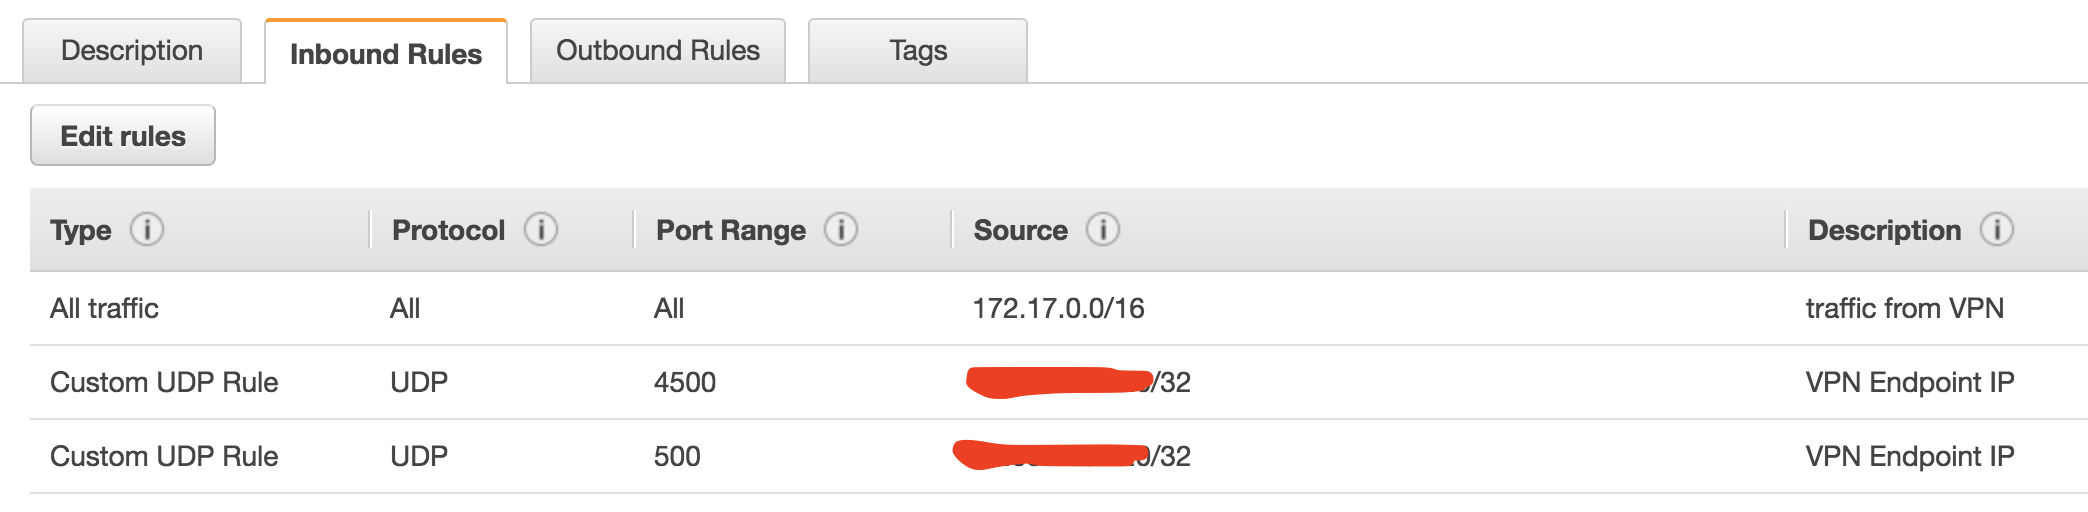 Description Inbound Rules Outbound Rules Tags
Edit rules
Type Protocol Port Range Source Description
All traffic All All 172.17.0.0/16 traffic from VPN
Custom UDP Rule UDP 4500 /32 VPN Endpoint IP
Custom UDP Rule UDP 500 /32 VPN Endpoint IP